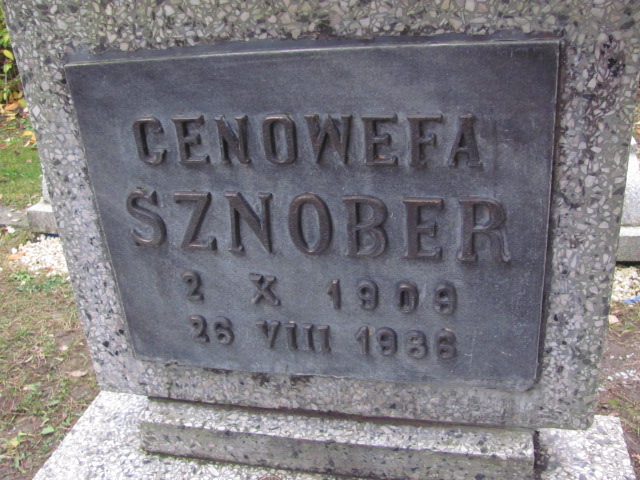 GENOWEFA
SZNOBER
2 X 1909
26 VIII 1986